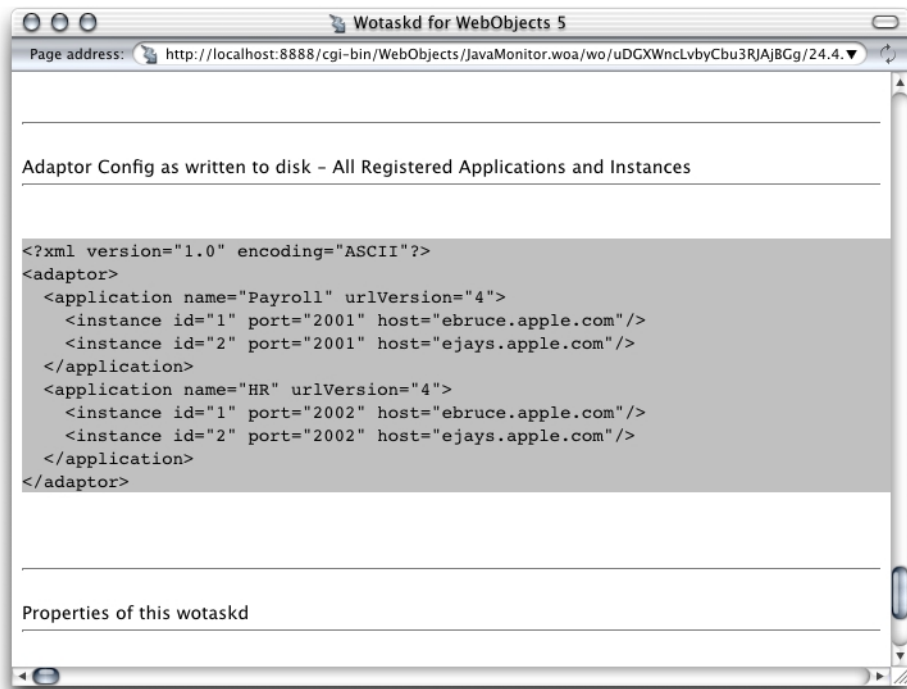 Wotaskd for WebObjects 5
Page address: http://localhost:8888/cgi-bin/WebObjects/JavaMonitor.woa/wo/uDGXWncLvbyCbu3RJAjBGg/24.4.
Adaptor Config as written to disk – All Registered Applications and Instances
<?xml version="1.0" encoding="ASCII"?>
<adaptor>
  <application name="Payroll" urlVersion="4">
    <instance id="1" port="2001" host="ebruce.apple.com"/>
    <instance id="2" port="2001" host="ejays.apple.com"/>
  </application>
  <application name="HR" urlVersion="4">
    <instance id="1" port="2002" host="ebruce.apple.com"/>
    <instance id="2" port="2002" host="ejays.apple.com"/>
  </application>
</adaptor>
Properties of this wotaskd